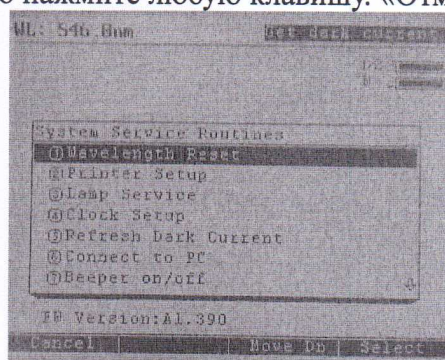 нажмите любую клавишу. «Отм
WL: 546.0nm
Get dark current
System Service Routines
①Wavelength Reset
②Printer Setup
③Lamp Service
④Clock Setup
⑤Refresh Dark Current
⑥Connect to PC
⑦Beeper on/off
FW Version:A1.390
Cancel
Move Dn
Select